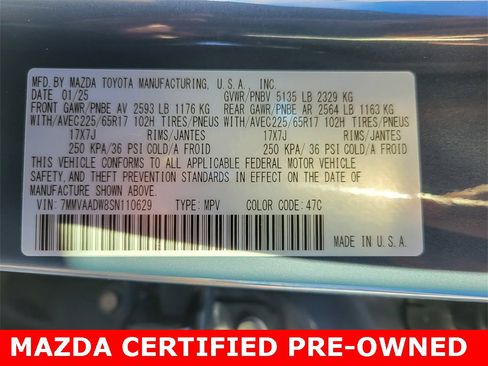 MFD. BY MAZDA TOYOTA MANUFACTURING, U.S.A., INC.
DATE 01/25 GVWR/PNBV 5135 LB 2329 KG
FRONT GAWR/PNBE AV 2593 LB 1176 KG REAR GAWR/PNBE AR 2564 LB 1163 KG
WITH/AVEC225/65R17 102H TIRES/PNEUS WITH/AVEC225/65R17 102H TIRES/PNEUS
17X7J RIMS/JANTES 17X7J RIMS/JANTES
250 KPA/36 PSI COLD/A FROID 250 KPA/36 PSI COLD/A FROID
THIS VEHICLE CONFORMS TO ALL APPLICABLE FEDERAL MOTOR VEHICLE
SAFETY, AND THEFT PREVENTION STANDARDS IN EFFECT ON THE DATE OF
MANUFACTURE SHOWN ABOVE.
VIN: 7MMVAADW8SN110629 TYPE: MPV COLOR CODE: 47C
MADE IN U.S.A.
MAZDA CERTIFIED PRE-OWNED